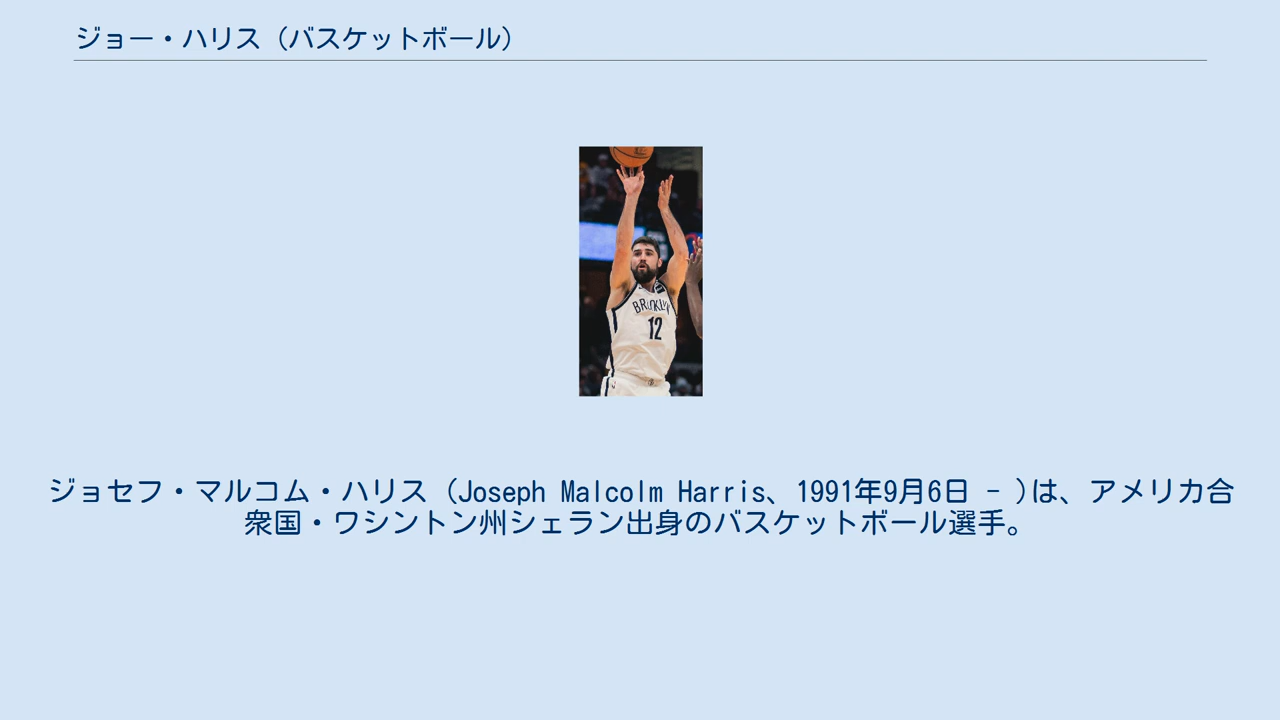 ジョー・ハリス（バスケットボール）
BROOKLYN
12
ジョセフ・マルコム・ハリス（Joseph Malcolm Harris、1991年9月6日 - )は、アメリカ合
衆国・ワシントン州シェラン出身のバスケットボール選手。